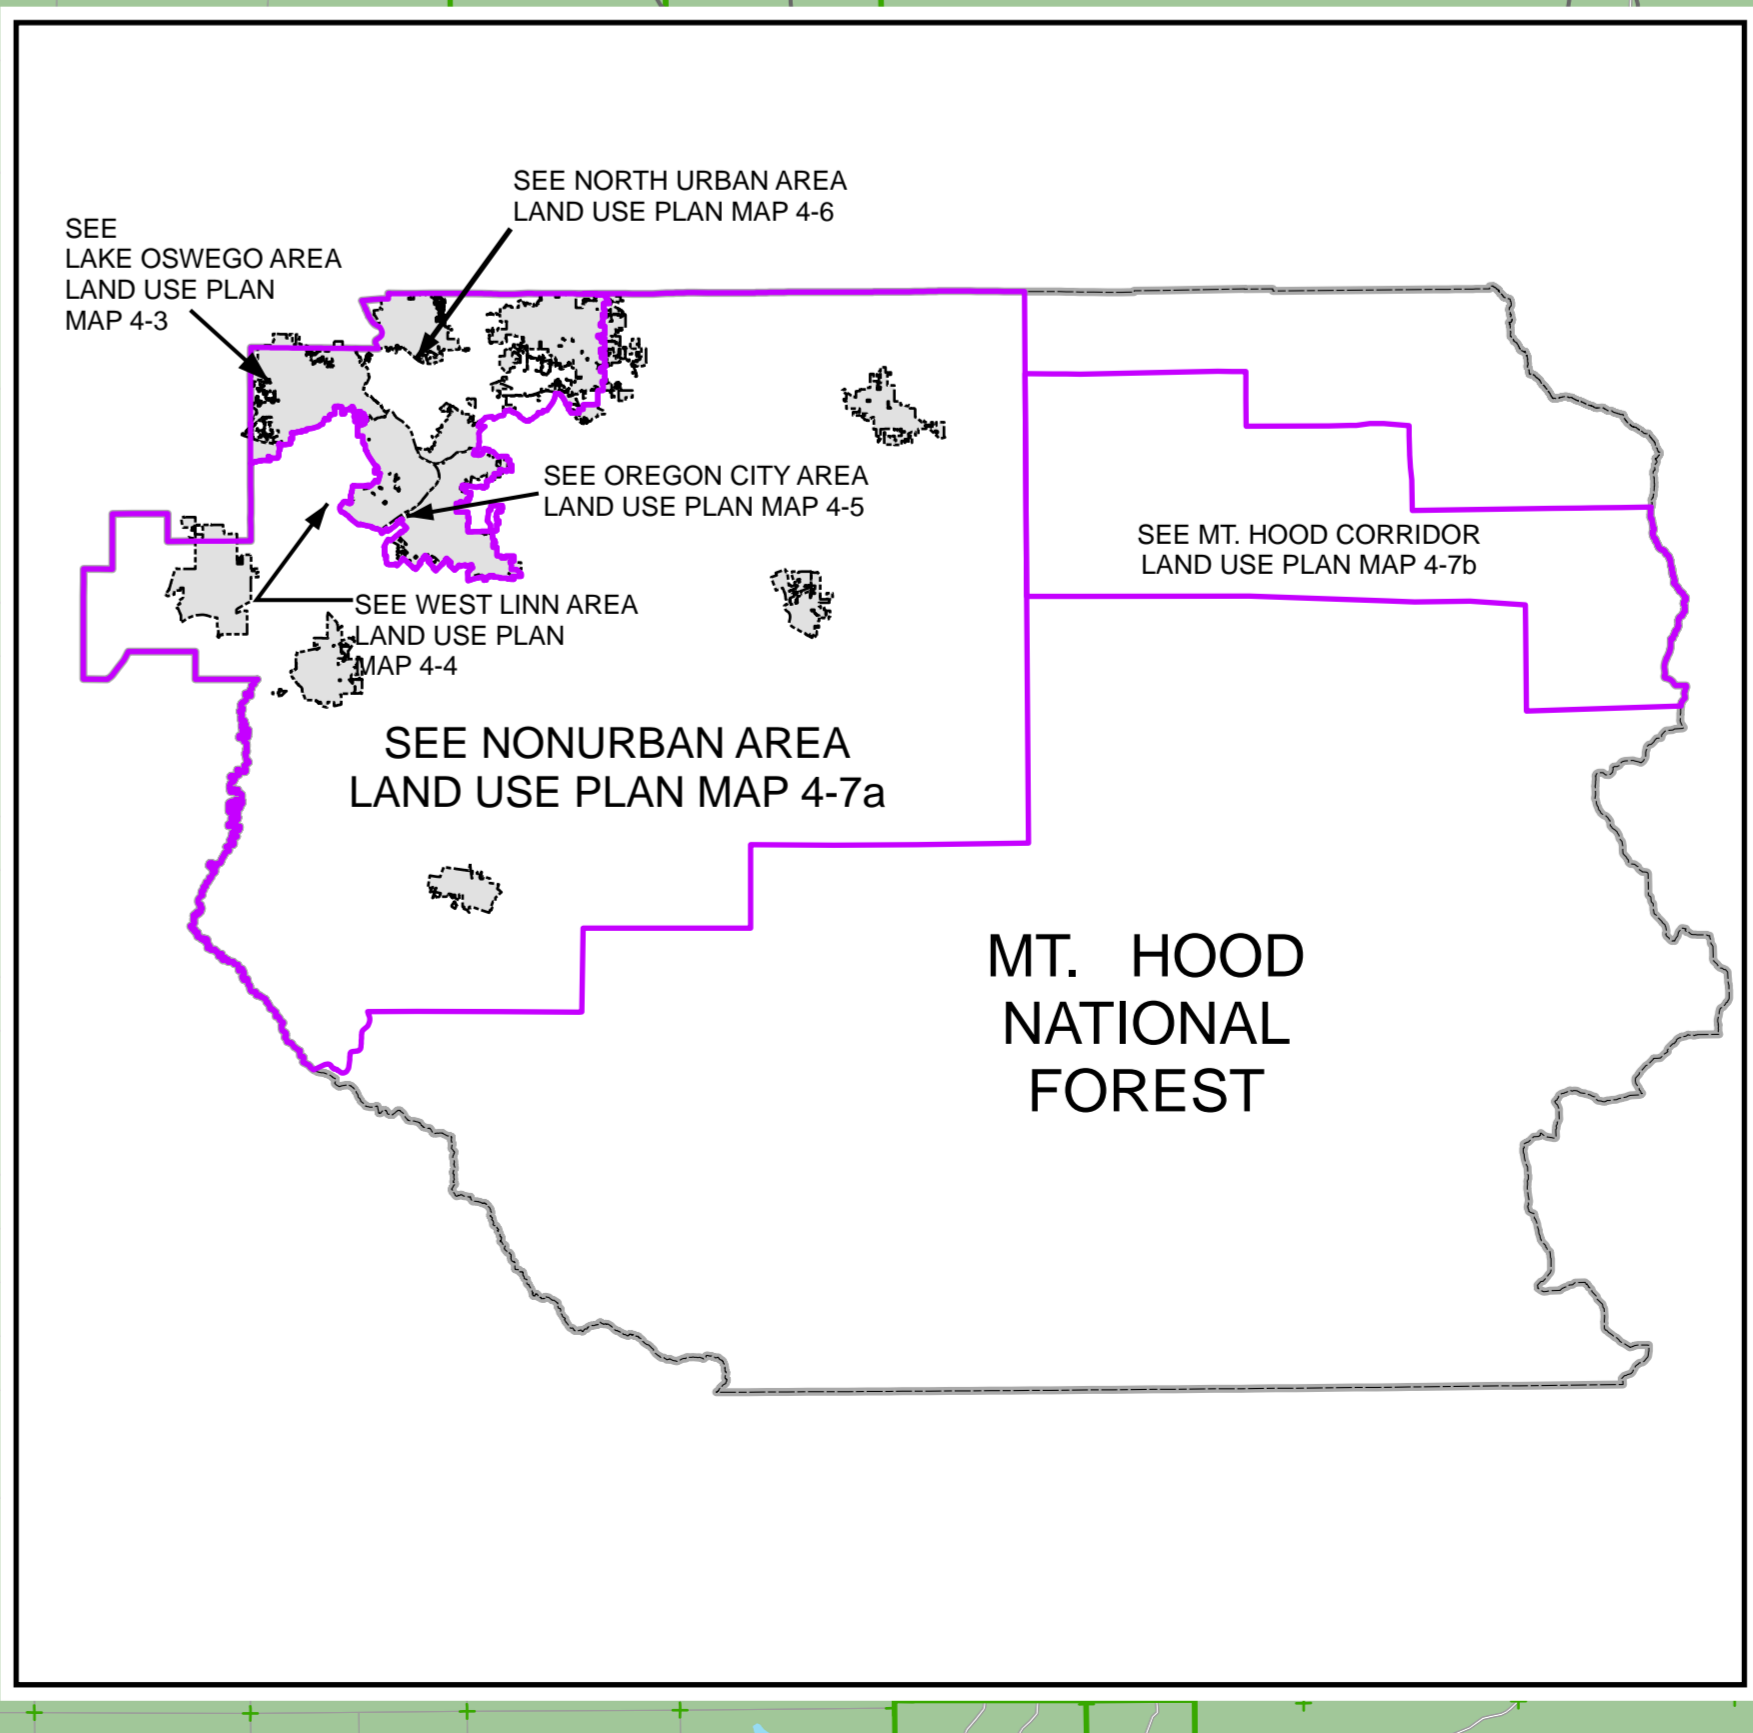 SEE NORTH URBAN AREA
LAND USE PLAN MAP 4-6
SEE
LAKE OSWEGO AREA
LAND USE PLAN
MAP 4-3
SEE OREGON CITY AREA
LAND USE PLAN MAP 4-5
SEE MT. HOOD CORRIDOR
LAND USE PLAN MAP 4-7b
SEE WEST LINN AREA
LAND USE PLAN
MAP 4-4
SEE NONURBAN AREA
LAND USE PLAN MAP 4-7a
MT. HOOD
NATIONAL
FOREST